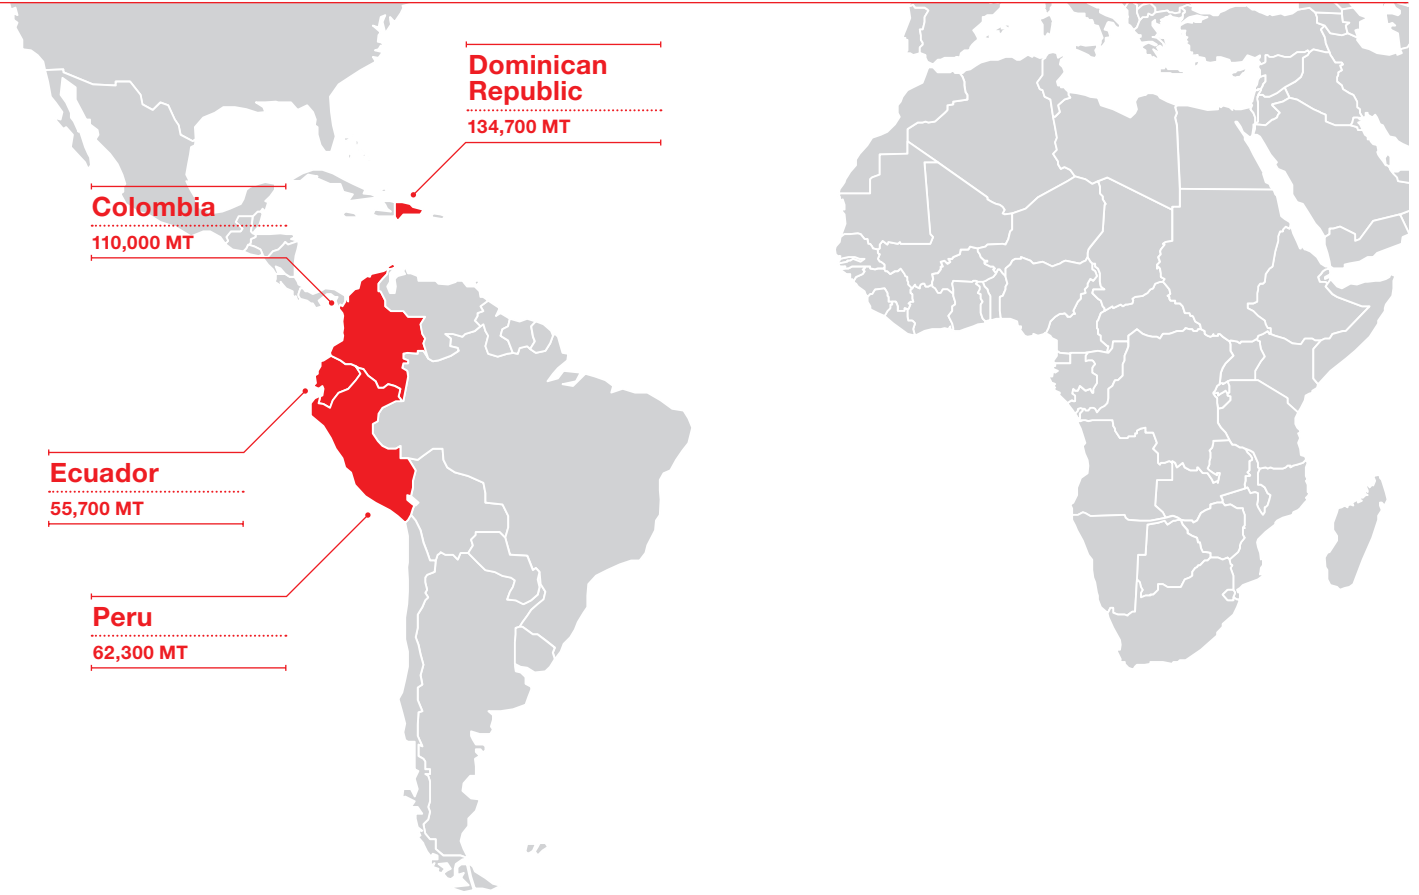 Dominican
Republic
134,700 MT
Colombia
110,000 MT
Ecuador
55,700 MT
Peru
62,300 MT